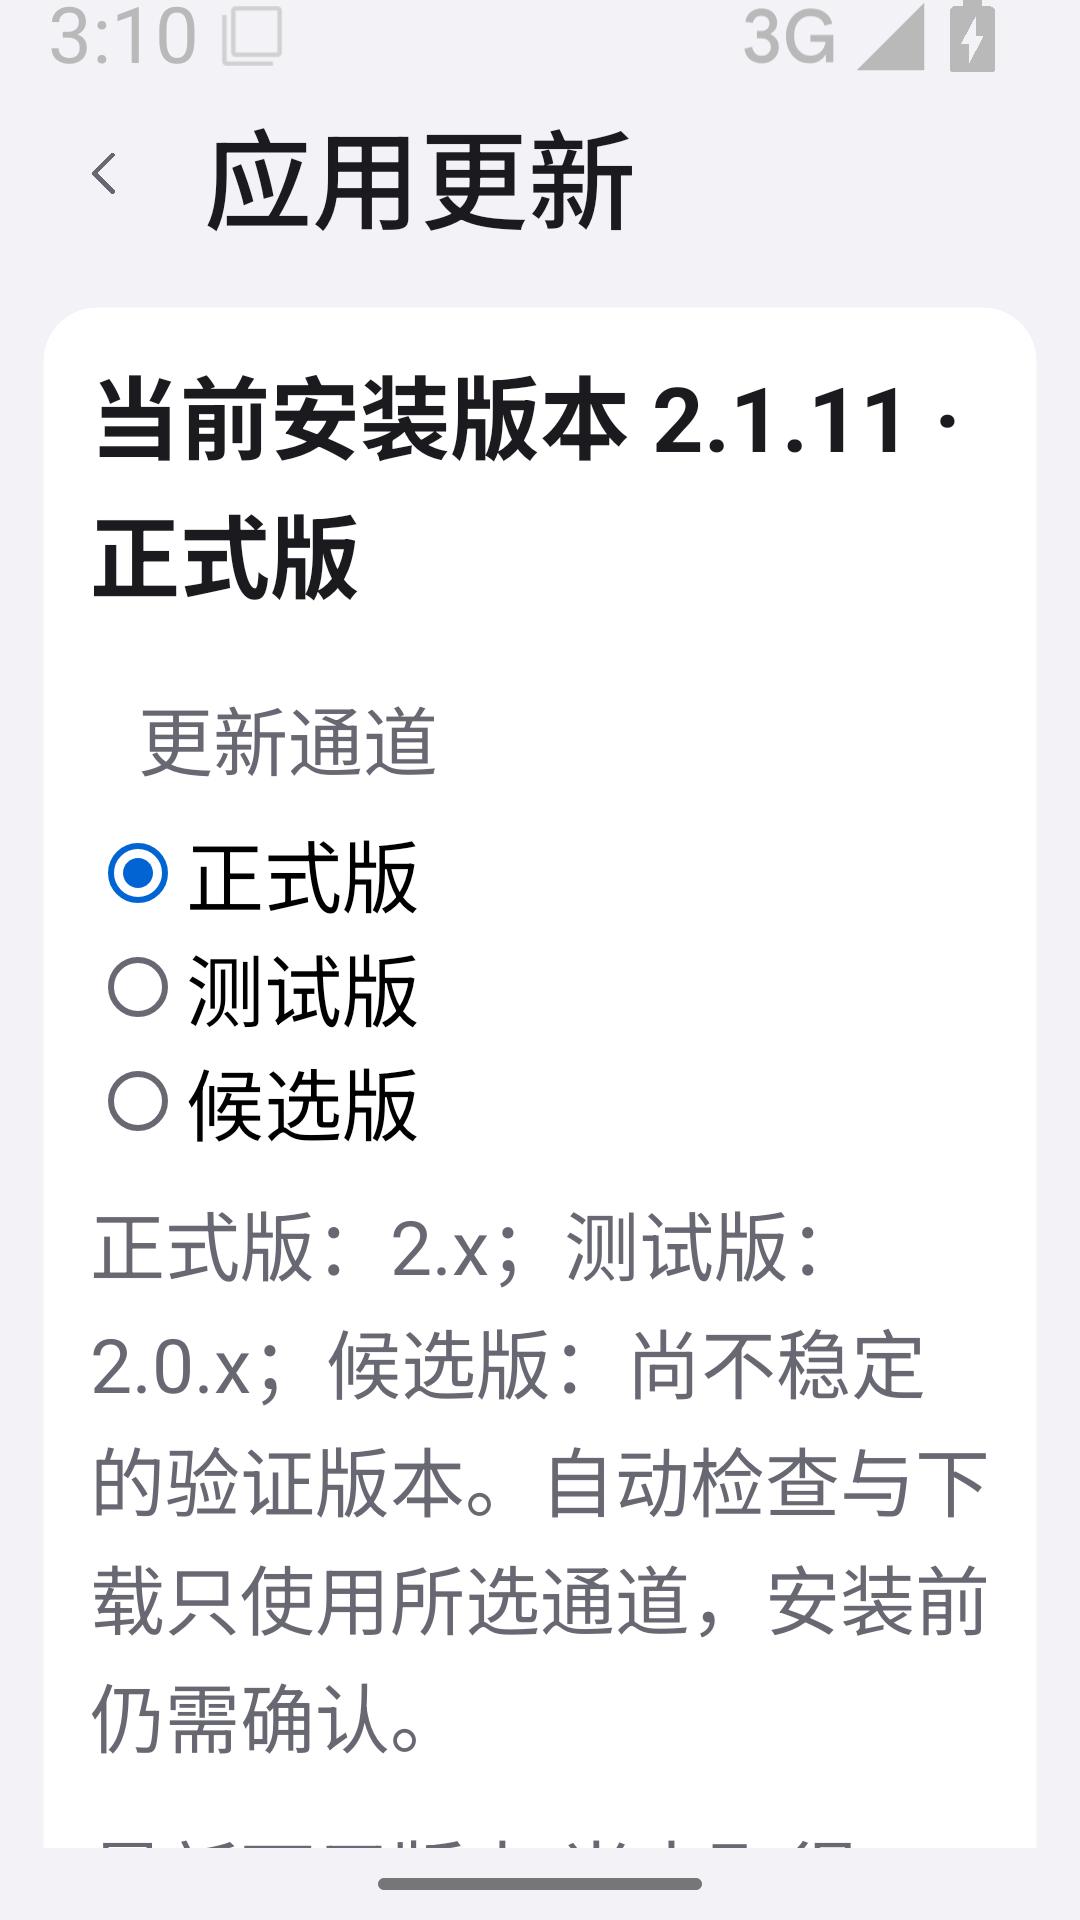 3:10
3G
应用更新
当前安装版本 2.1.11 ·
正式版
更新通道
正式版
测试版
候选版
正式版：2.x；测试版：
2.0.x；候选版：尚不稳定
的验证版本。自动检查与下
载只使用所选通道，安装前
仍需确认。